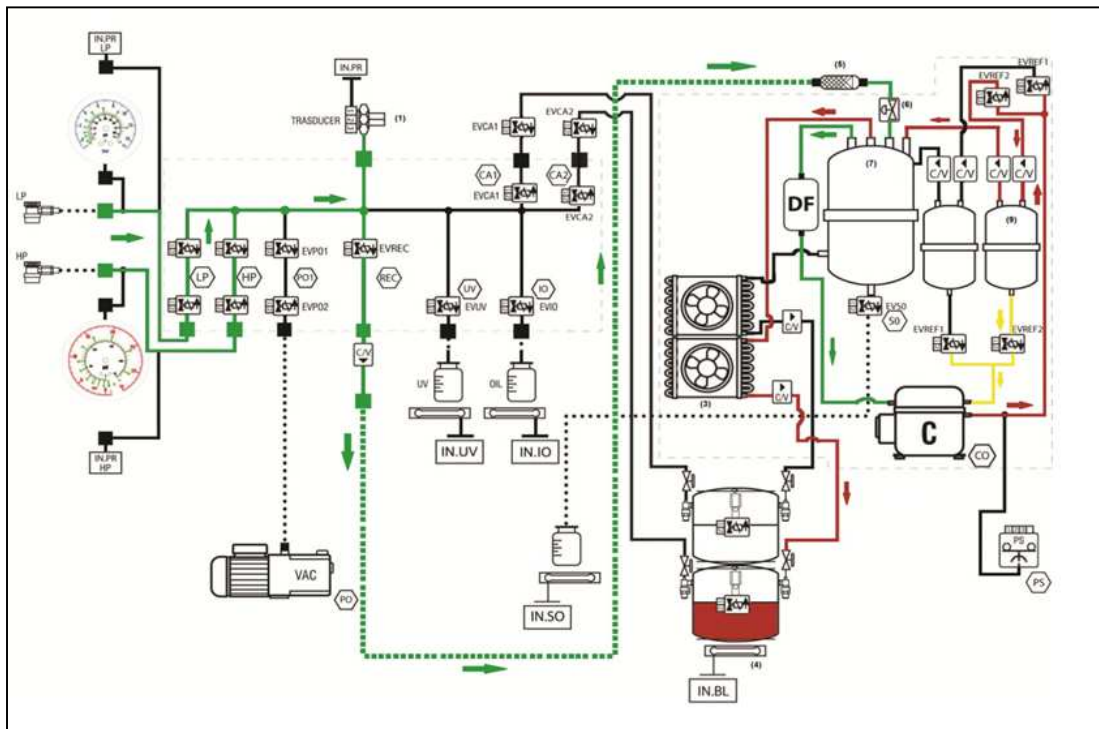 IN.PR
LP
IN.PR
TRASDUCER
(1)
(5)
(6)
EVREF1
EVREF2
EVCA1
EVCA2
CA1
CA2
EVCA1
EVCA2
C/V
C/V
C/V
C/V
(7)
(9)
DF
LP
HP
LP
HP
EVPO1
PO1
EVPO2
EVREC
REC
UV
EVUV
IO
EVIO
EVSO
SO
EVREF1
EVREF2
C/V
C/V
C/V
(3)
UV
OIL
IN.UV
IN.IO
C
CO
IN.PR
HP
VAC
PO
IN.SO
PS
PS
(4)
IN.BL